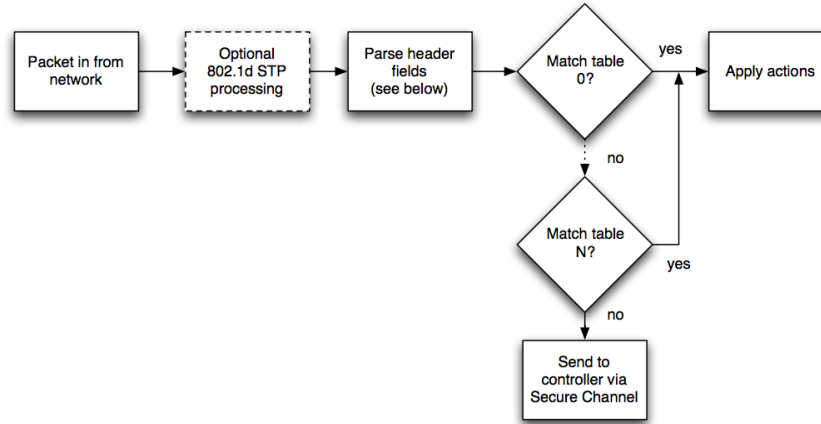 Packet in from
network
Optional
802.1d STP
processing
Parse header
fields
(see below)
Match table
0?
yes
Apply actions
no
Match table
N?
yes
no
Send to
controller via
Secure Channel